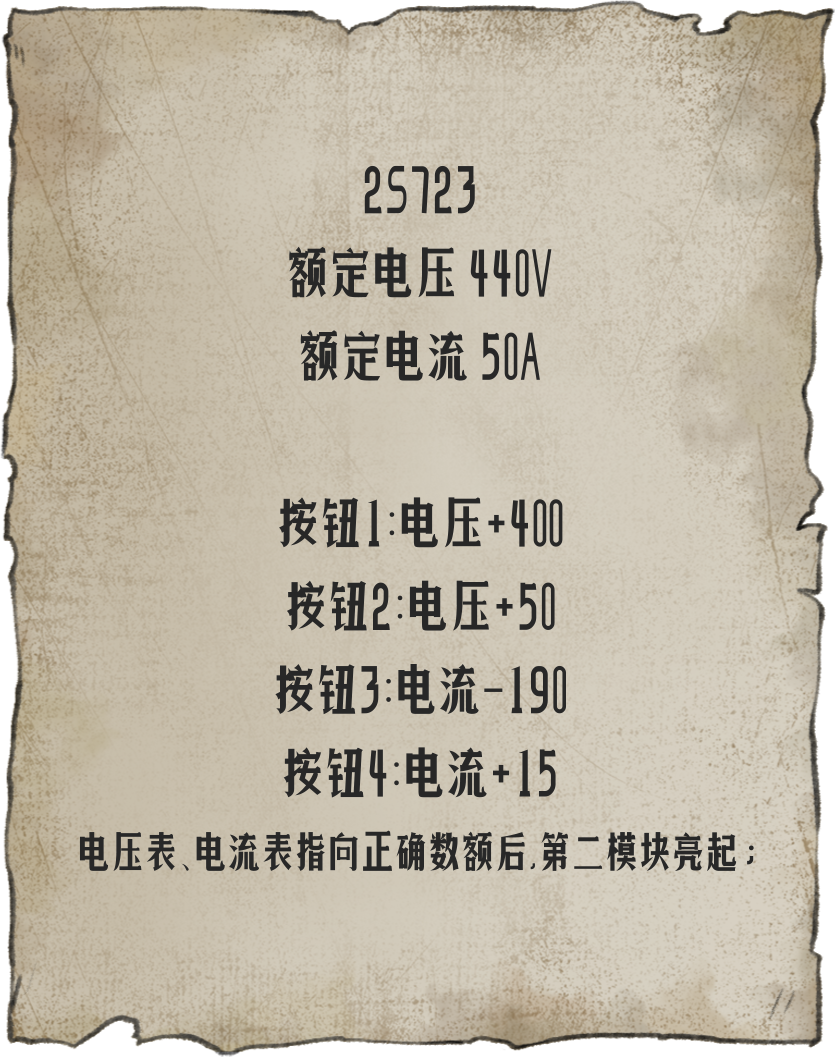 2S723
额定电压 440V
额定电流 50A
按钮1:电压+400
按钮2:电压+50
按钮3:电流-190
按钮4:电流+15
电压表、电流表指向正确数额后,第二模块亮起;